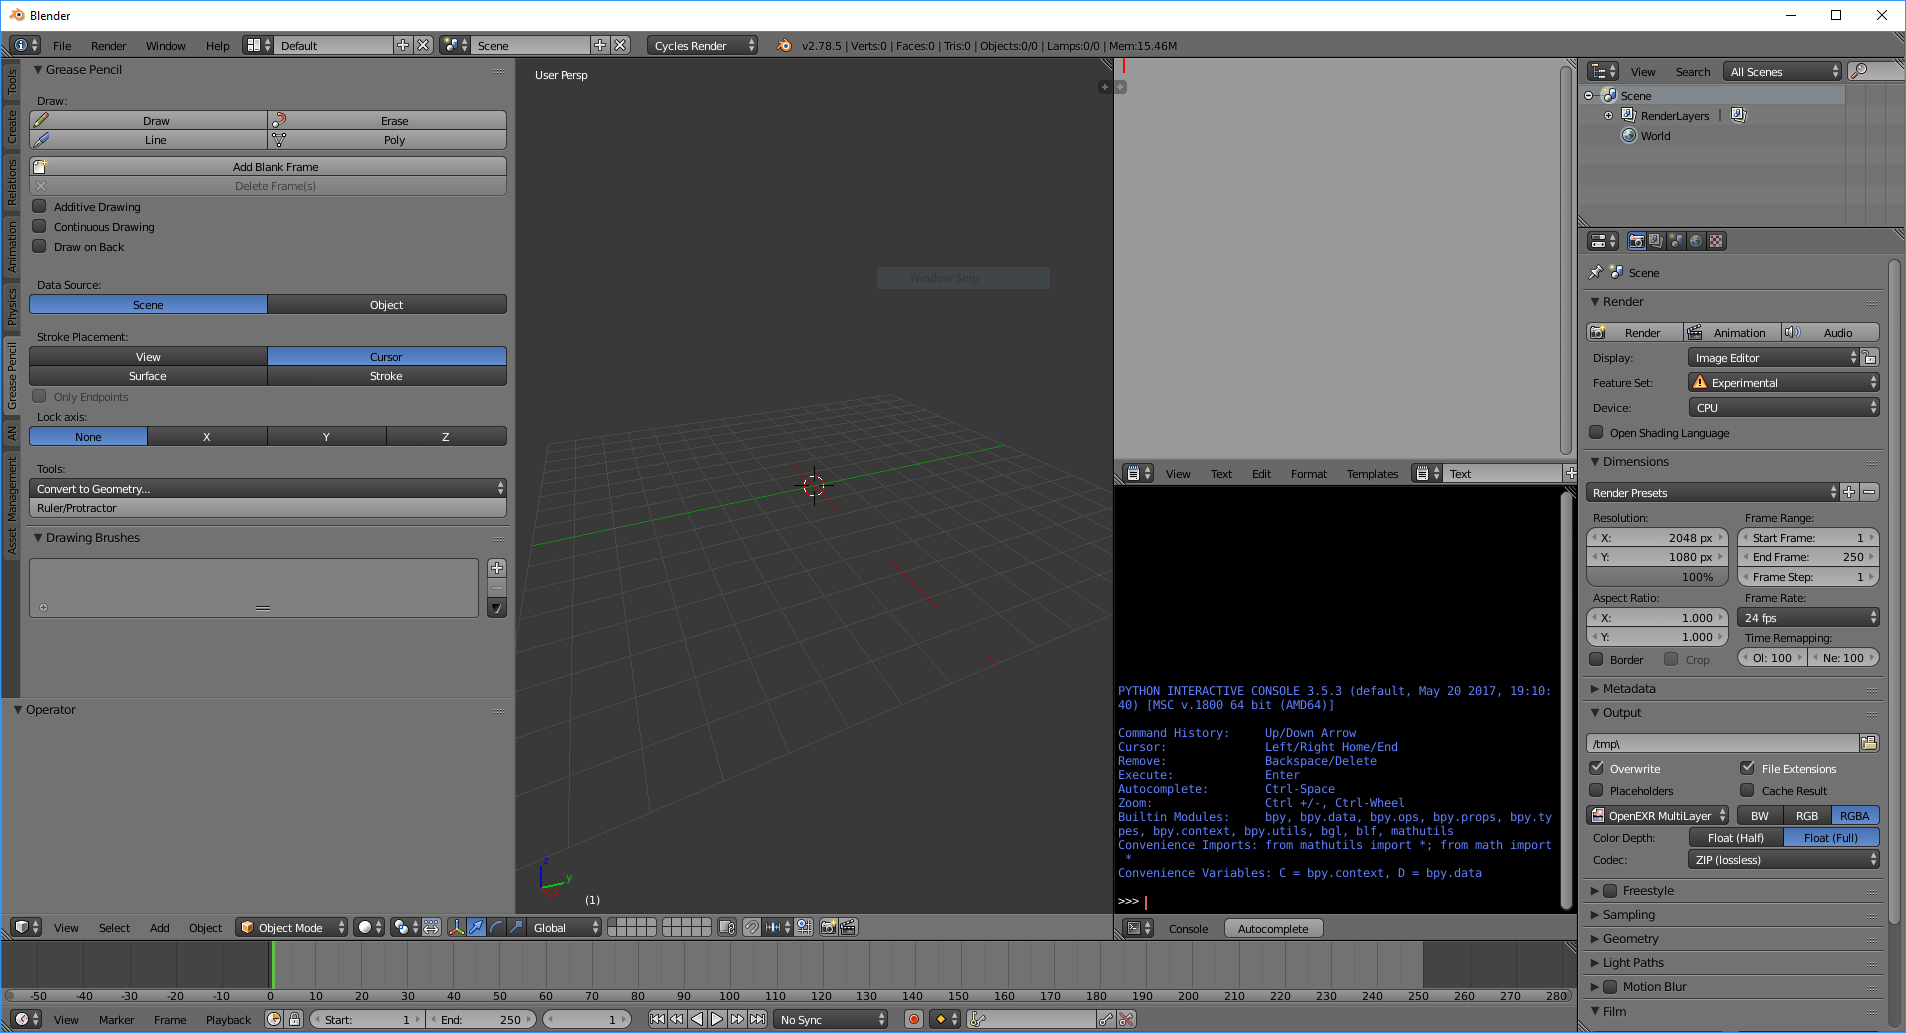 Blender
File Render Window Help Default Scene Cycles Render v2.78.5 | Verts:0 | Faces:0 | Tris:0 | Objects:0/0 | Lamps:0/0 | Mem:15.46M
Tools
Create
Relations
Animation
Physics
Grease Pencil
AN
Asset Management
Grease Pencil
Draw:
Draw Erase
Line Poly
Add Blank Frame
Delete Frame(s)
Additive Drawing
Continuous Drawing
Draw on Back
Data Source:
Scene Object
Stroke Placement:
View Cursor
Surface Stroke
Only Endpoints
Lock axis:
None X Y Z
Tools:
Convert to Geometry...
Ruler/Protractor
Drawing Brushes
Operator
User Persp
Window Snip
z
y
x
(1)
View Select Add Object Object Mode Global
View Text Edit Format Templates Text
PYTHON INTERACTIVE CONSOLE 3.5.3 (default, May 20 2017, 19:10:
40) [MSC v.1800 64 bit (AMD64)]
Command History: Up/Down Arrow
Cursor: Left/Right Home/End
Remove: Backspace/Delete
Execute: Enter
Autocomplete: Ctrl-Space
Zoom: Ctrl +/-, Ctrl-Wheel
Builtin Modules: bpy, bpy.data, bpy.ops, bpy.props, bpy.ty
pes, bpy.context, bpy.utils, bgl, blf, mathutils
Convenience Imports: from mathutils import *; from math import
*
Convenience Variables: C = bpy.context, D = bpy.data
>>>
Console Autocomplete
View Search All Scenes
Scene
RenderLayers |
World
Scene
Render
Render Animation Audio
Display: Image Editor
Feature Set: Experimental
Device: CPU
Open Shading Language
Dimensions
Render Presets
Resolution: Frame Range:
X: 2048 px Start Frame: 1
Y: 1080 px End Frame: 250
100% Frame Step: 1
Aspect Ratio: Frame Rate:
X: 1.000 24 fps
Y: 1.000 Time Remapping:
Border Crop Ol: 100 Ne: 100
Metadata
Output
/tmp\
Overwrite File Extensions
Placeholders Cache Result
OpenEXR MultiLayer BW RGB RGBA
Color Depth: Float (Half) Float (Full)
Codec: ZIP (lossless)
Freestyle
Sampling
Geometry
Light Paths
Motion Blur
Film
-50 -40 -30 -20 -10 0 10 20 30 40 50 60 70 80 90 100 110 120 130 140 150 160 170 180 190 200 210 220 230 240 250 260 270 280
View Marker Frame Playback Start: 1 End: 250 1 No Sync